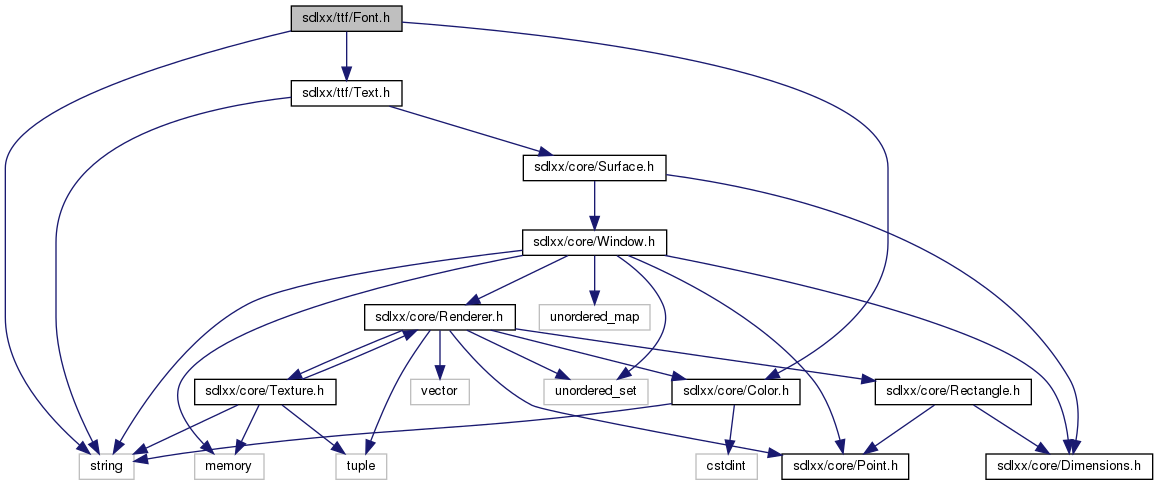 sdlxx/ttf/Font.h
sdlxx/ttf/Text.h
sdlxx/core/Surface.h
sdlxx/core/Window.h
sdlxx/core/Renderer.h
unordered_map
sdlxx/core/Texture.h
vector
unordered_set
sdlxx/core/Color.h
sdlxx/core/Rectangle.h
string
memory
tuple
cstdint
sdlxx/core/Point.h
sdlxx/core/Dimensions.h